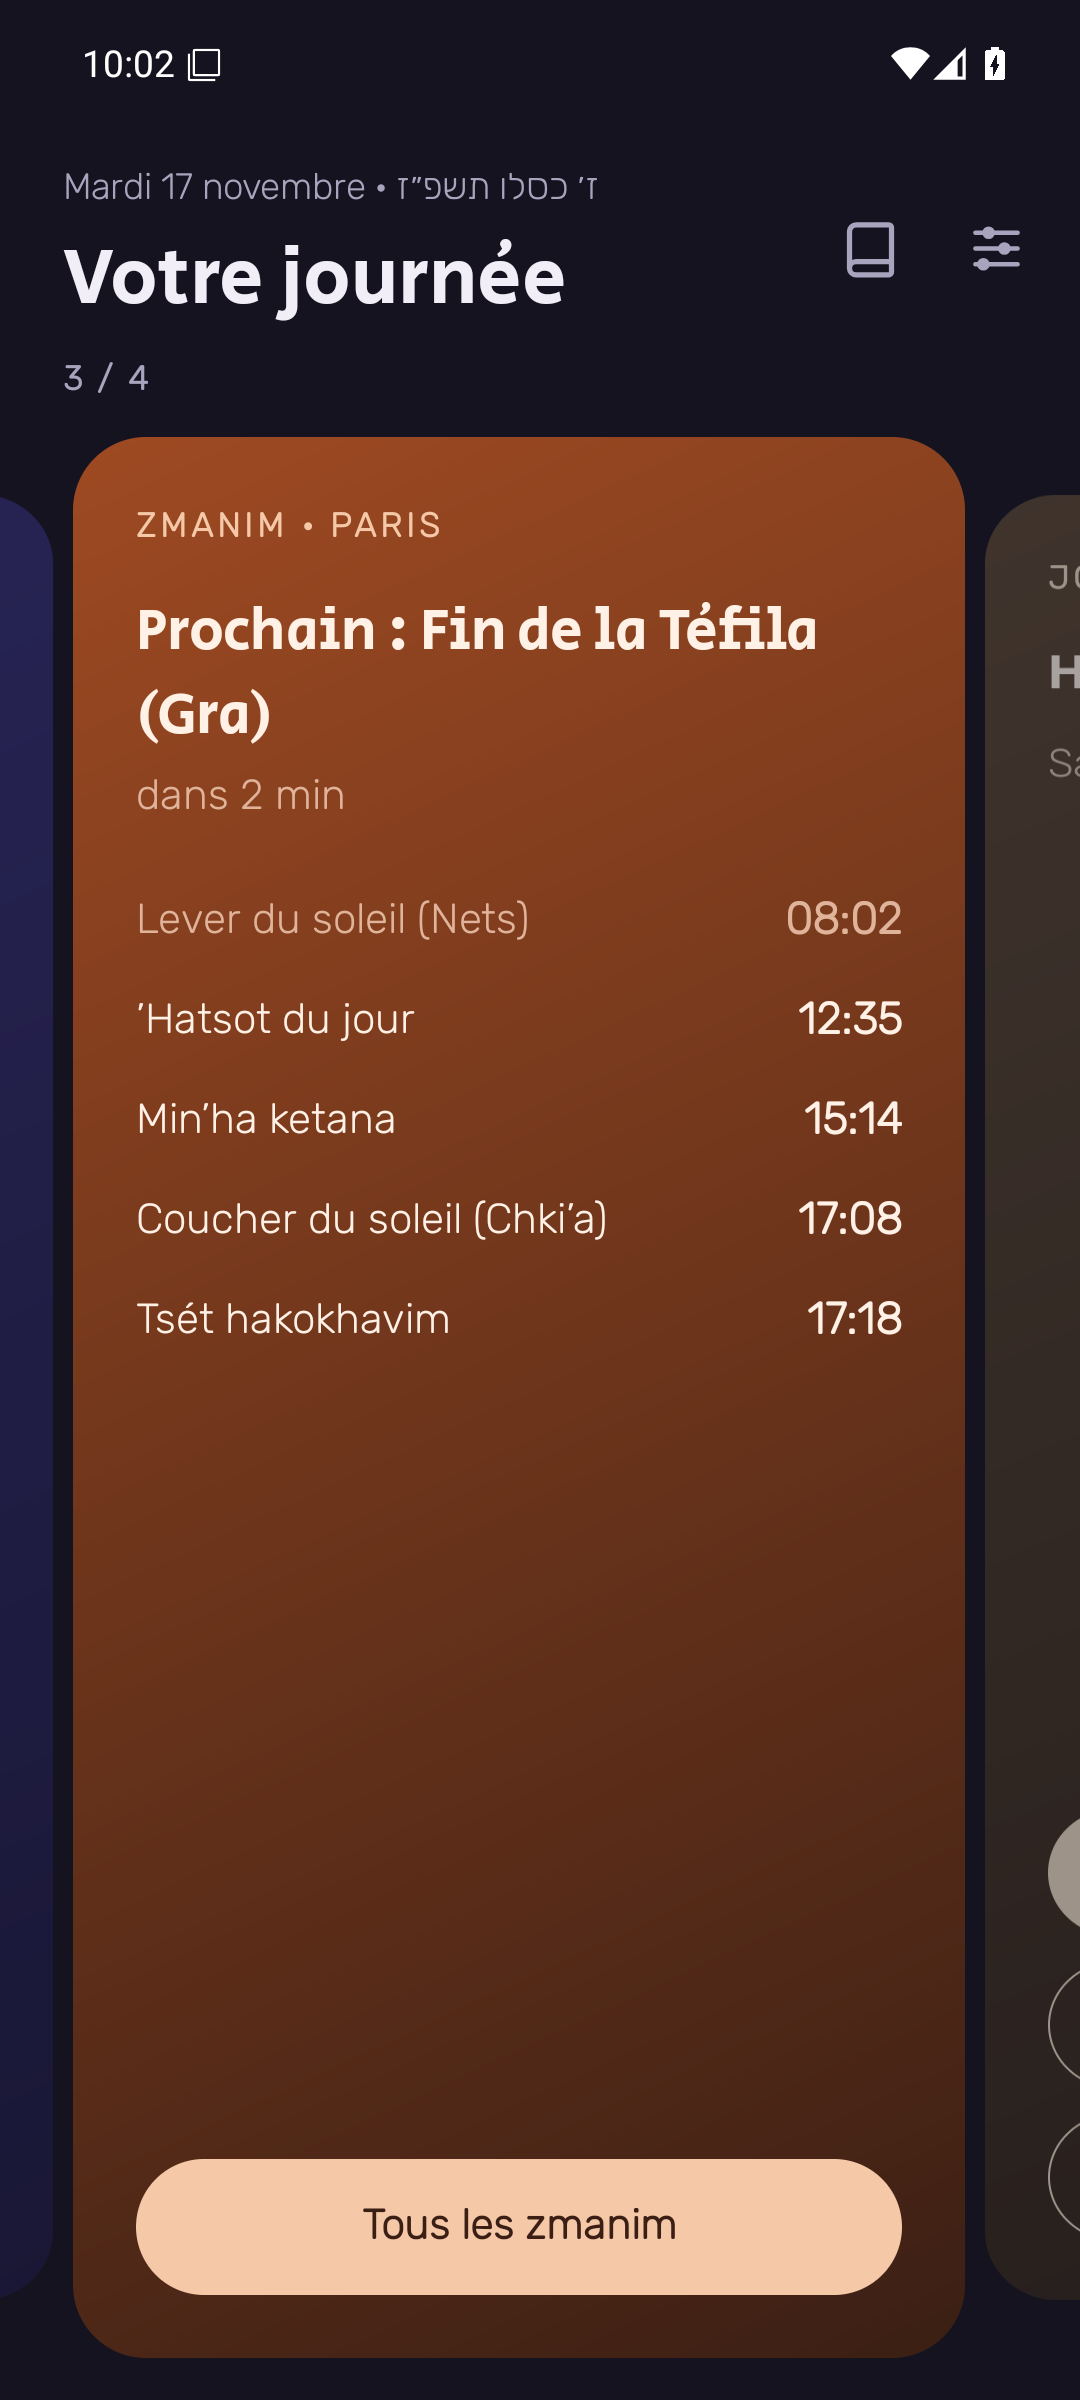 10:02
Mardi 17 novembre • ז׳ כסלו תשפ״ז
Votre journée
3 / 4
ZMANIM • PARIS
Prochain : Fin de la Téfila
(Gra)
dans 2 min
Lever du soleil (Nets) 08:02
’Hatsot du jour 12:35
Min’ha ketana 15:14
Coucher du soleil (Chki’a) 17:08
Tsét hakokhavim 17:18
Tous les zmanim